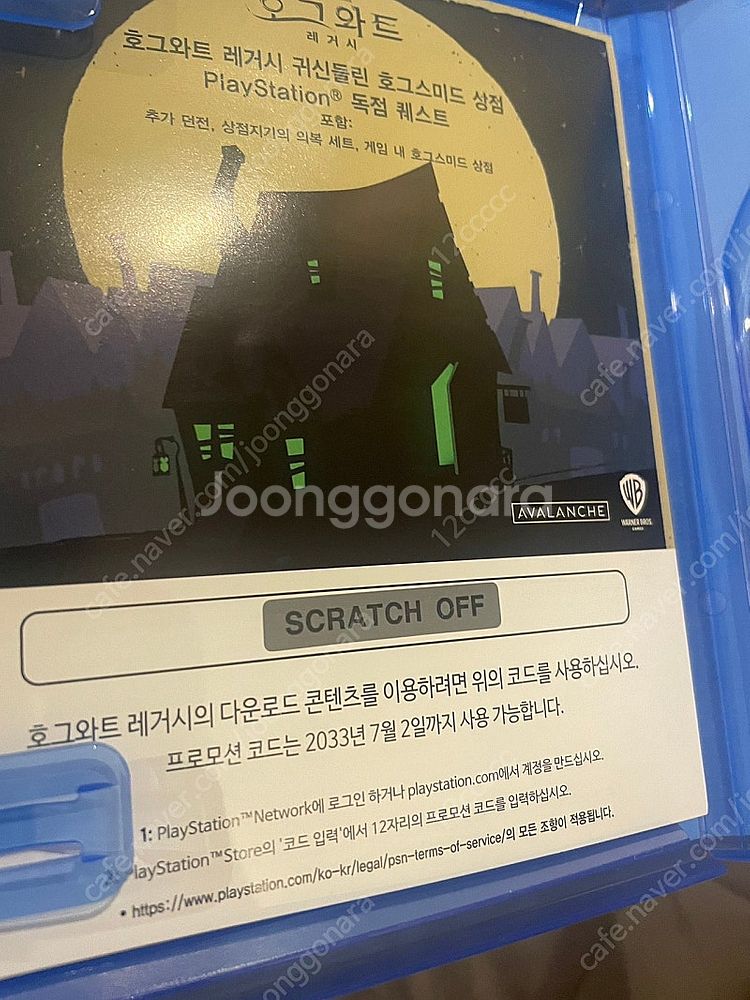 호그와트
레거시
호그와트 레거시 귀신들린 호그스미드 상점
PlayStation® 독점 퀘스트
포함:
추가 던전, 상점지기의 의복 세트, 게임 내 호그스미드 상점
12ccccc
cafe.naver.com/joonggonara
cafe.naver.com/joonggonara
Joonggonara
12ccccc
AVALANCHE
WB
WARNER BROS.
GAMES
SCRATCH OFF
호그와트 레거시의 다운로드 콘텐츠를 이용하려면 위의 코드를 사용하십시오.
프로모션 코드는 2033년 7월 2일까지 사용 가능합니다.
1: PlayStation™Network에 로그인 하거나 playstation.com에서 계정을 만드십시오.
layStation™Store의 '코드 입력'에서 12자리의 프로모션 코드를 입력하십시오.
• https://www.playstation.com/ko-kr/legal/psn-terms-of-service/의 모든 조항이 적용됩니다.